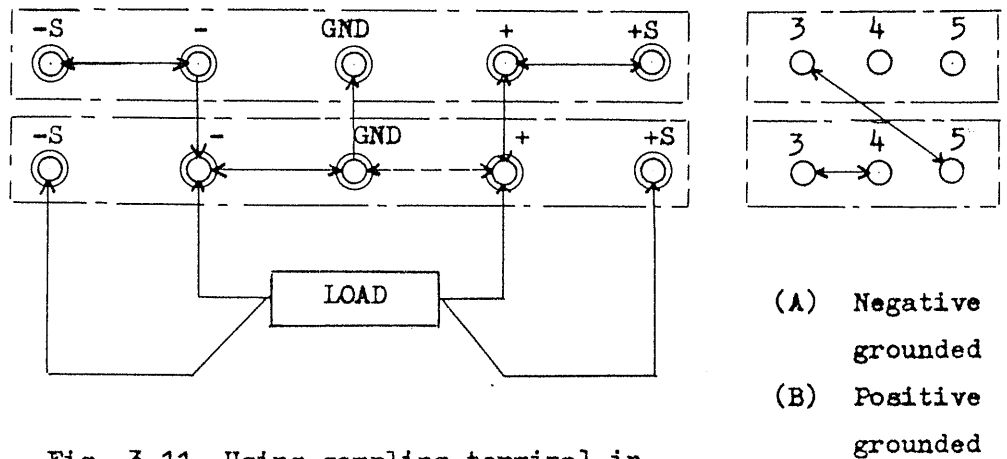 -S - GND + +S 3 4 5
-S - GND + +S 3 4 5
LOAD
(A) Negative
grounded
(B) Positive
grounded
Fig. 3-11 Using sampling terminal in